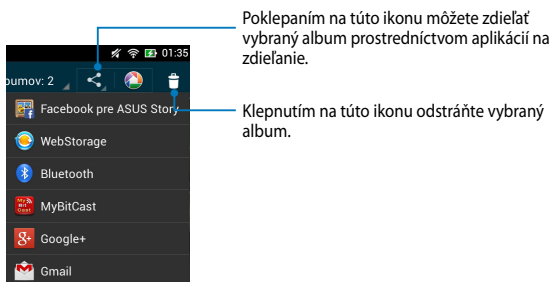 Poklepaním na túto ikonu môžete zdieľať
vybraný album prostredníctvom aplikácií na
zdieľanie.
01:35
bumov: 2
Klepnutím na túto ikonu odstráňte vybraný
album.
Facebook pre ASUS Story
WebStorage
Bluetooth
MyBitCast
Google+
Gmail